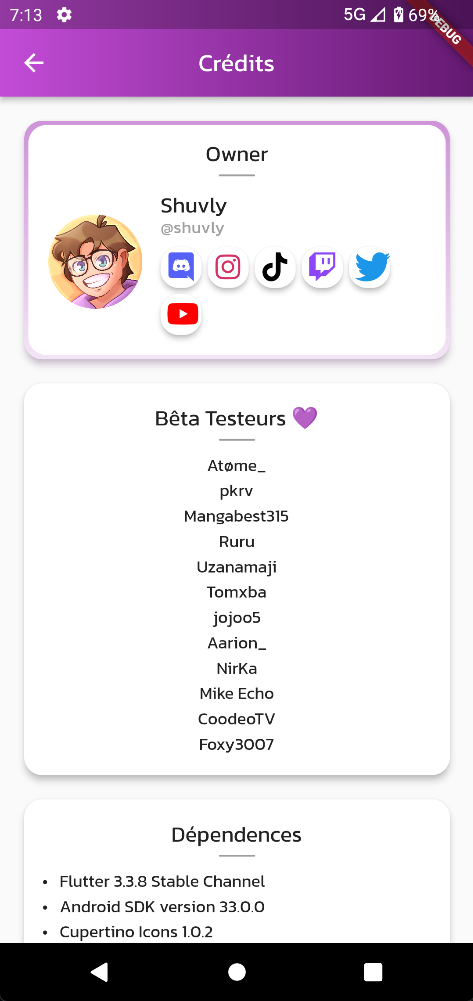 7:13 5G 69%
DEBUG
Crédits
Owner
Shuvly
@shuvly
Bêta Testeurs 💜
Atøme_
pkrv
Mangabest315
Ruru
Uzanamaji
Tomxba
jojoo5
Aarion_
NirKa
Mike Echo
CoodeoTV
Foxy3007
Dépendences
• Flutter 3.3.8 Stable Channel
• Android SDK version 33.0.0
• Cupertino Icons 1.0.2